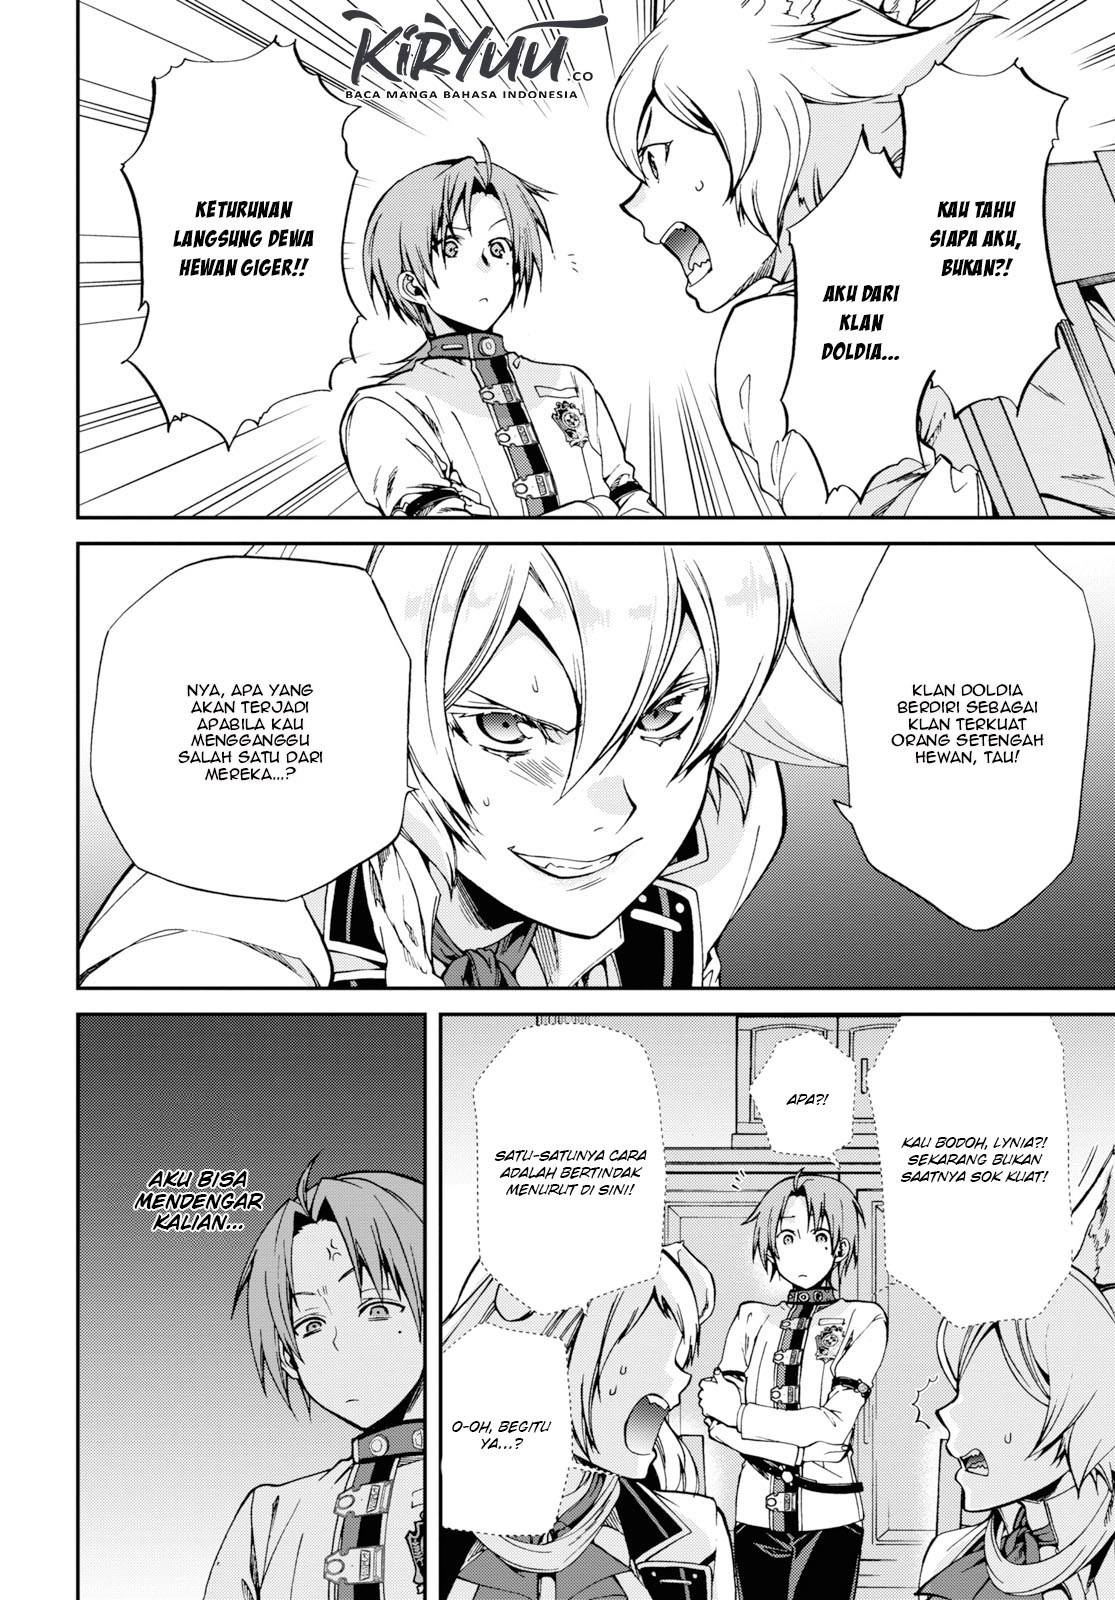 KIRYUU.CO
BACA MANGA BAHASA INDONESIA
KAU TAHU
SIAPA AKU,
BUKAN?!
AKU DARI
KLAN
DOLDIA...
KETURUNAN
LANGSUNG DEWA
HEWAN GIGER!!
KLAN DOLDIA
BERDIRI SEBAGAI
KLAN TERKUAT
ORANG SETENGAH
HEWAN, TAU!
NYA, APA YANG
AKAN TERJADI
APABILA KAU
MENGGANGGU
SALAH SATU DARI
MEREKA...?
KAU BODOH, LYNIA?!
SEKARANG BUKAN
SAATNYA SOK KUAT!
APA?!
SATU-SATUNYA CARA
ADALAH BERTINDAK
MENURUT DI SINI!
O-OH, BEGITU
YA...?
AKU BISA
MENDENGAR
KALIAN...